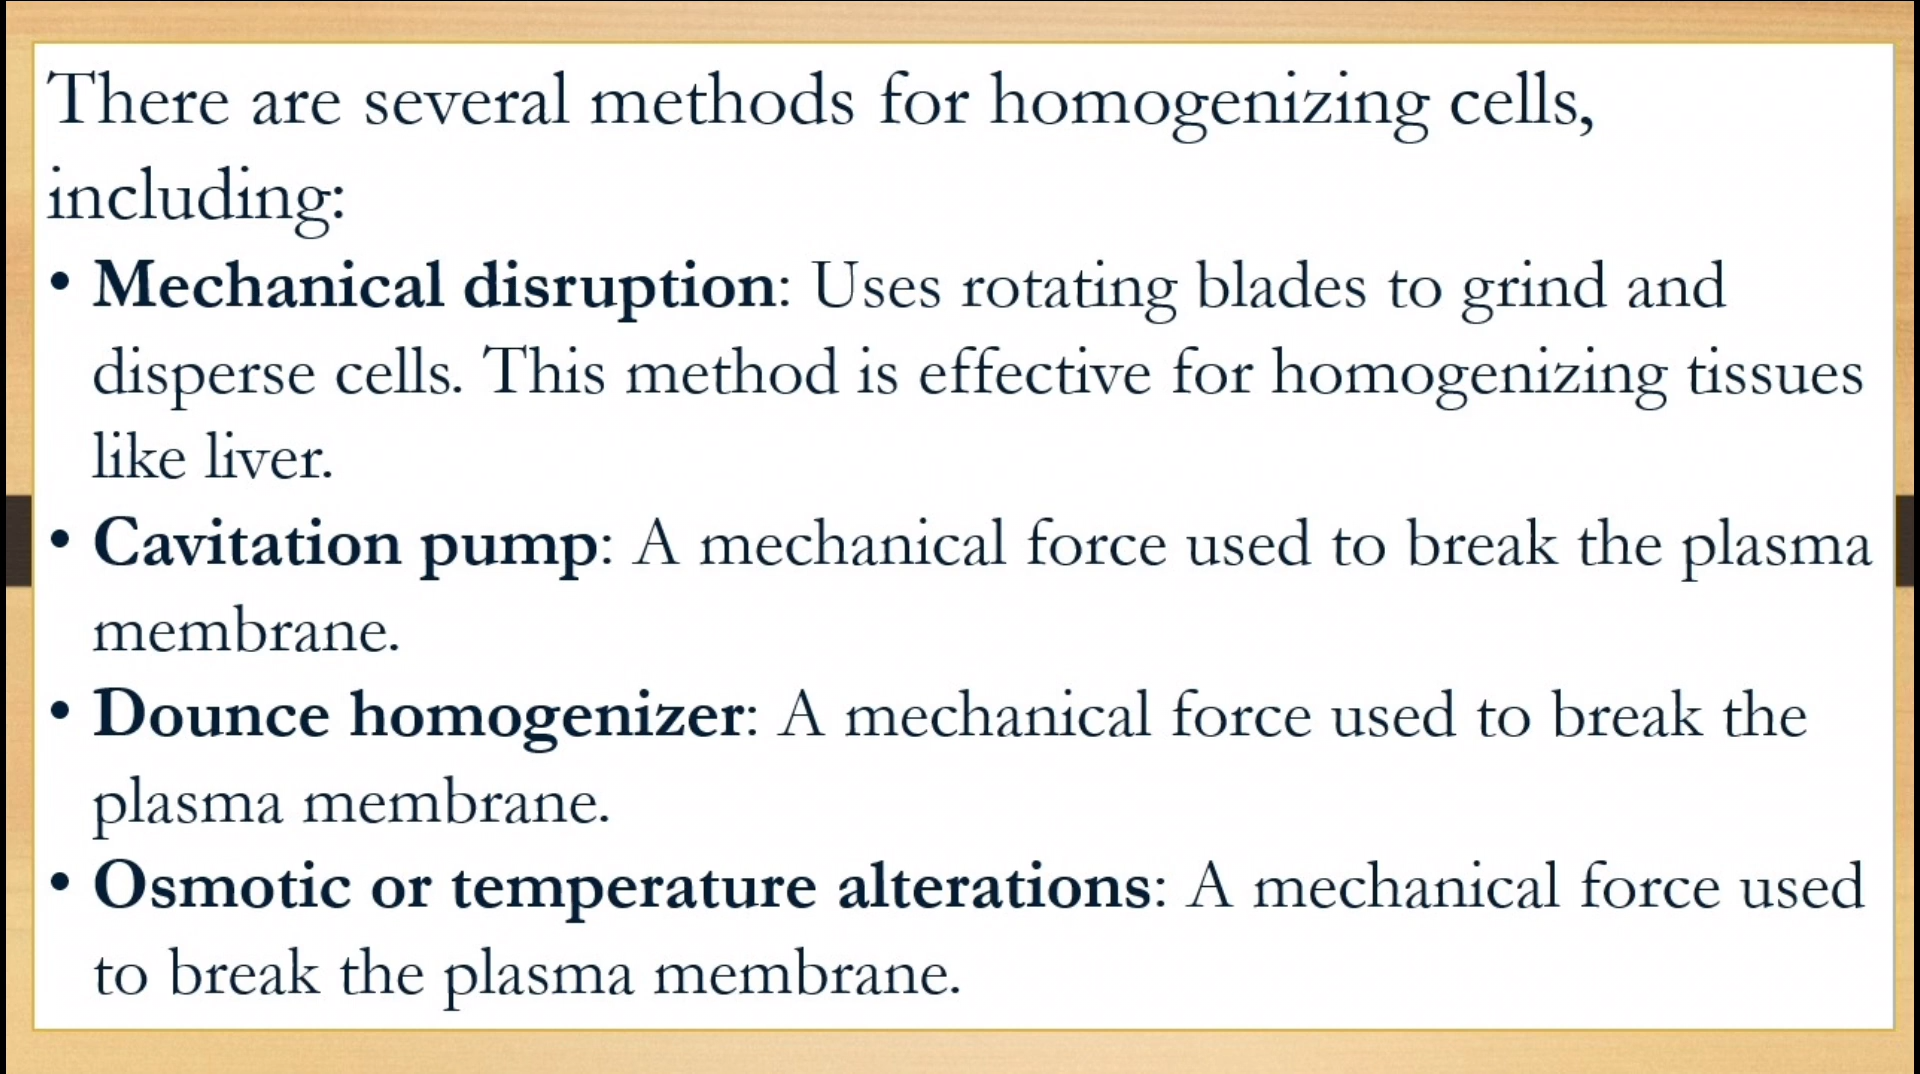 There are several methods for homogenizing cells,
including:
• Mechanical disruption: Uses rotating blades to grind and
disperse cells. This method is effective for homogenizing tissues
like liver.
• Cavitation pump: A mechanical force used to break the plasma
membrane.
• Dounce homogenizer: A mechanical force used to break the
plasma membrane.
• Osmotic or temperature alterations: A mechanical force used
to break the plasma membrane.